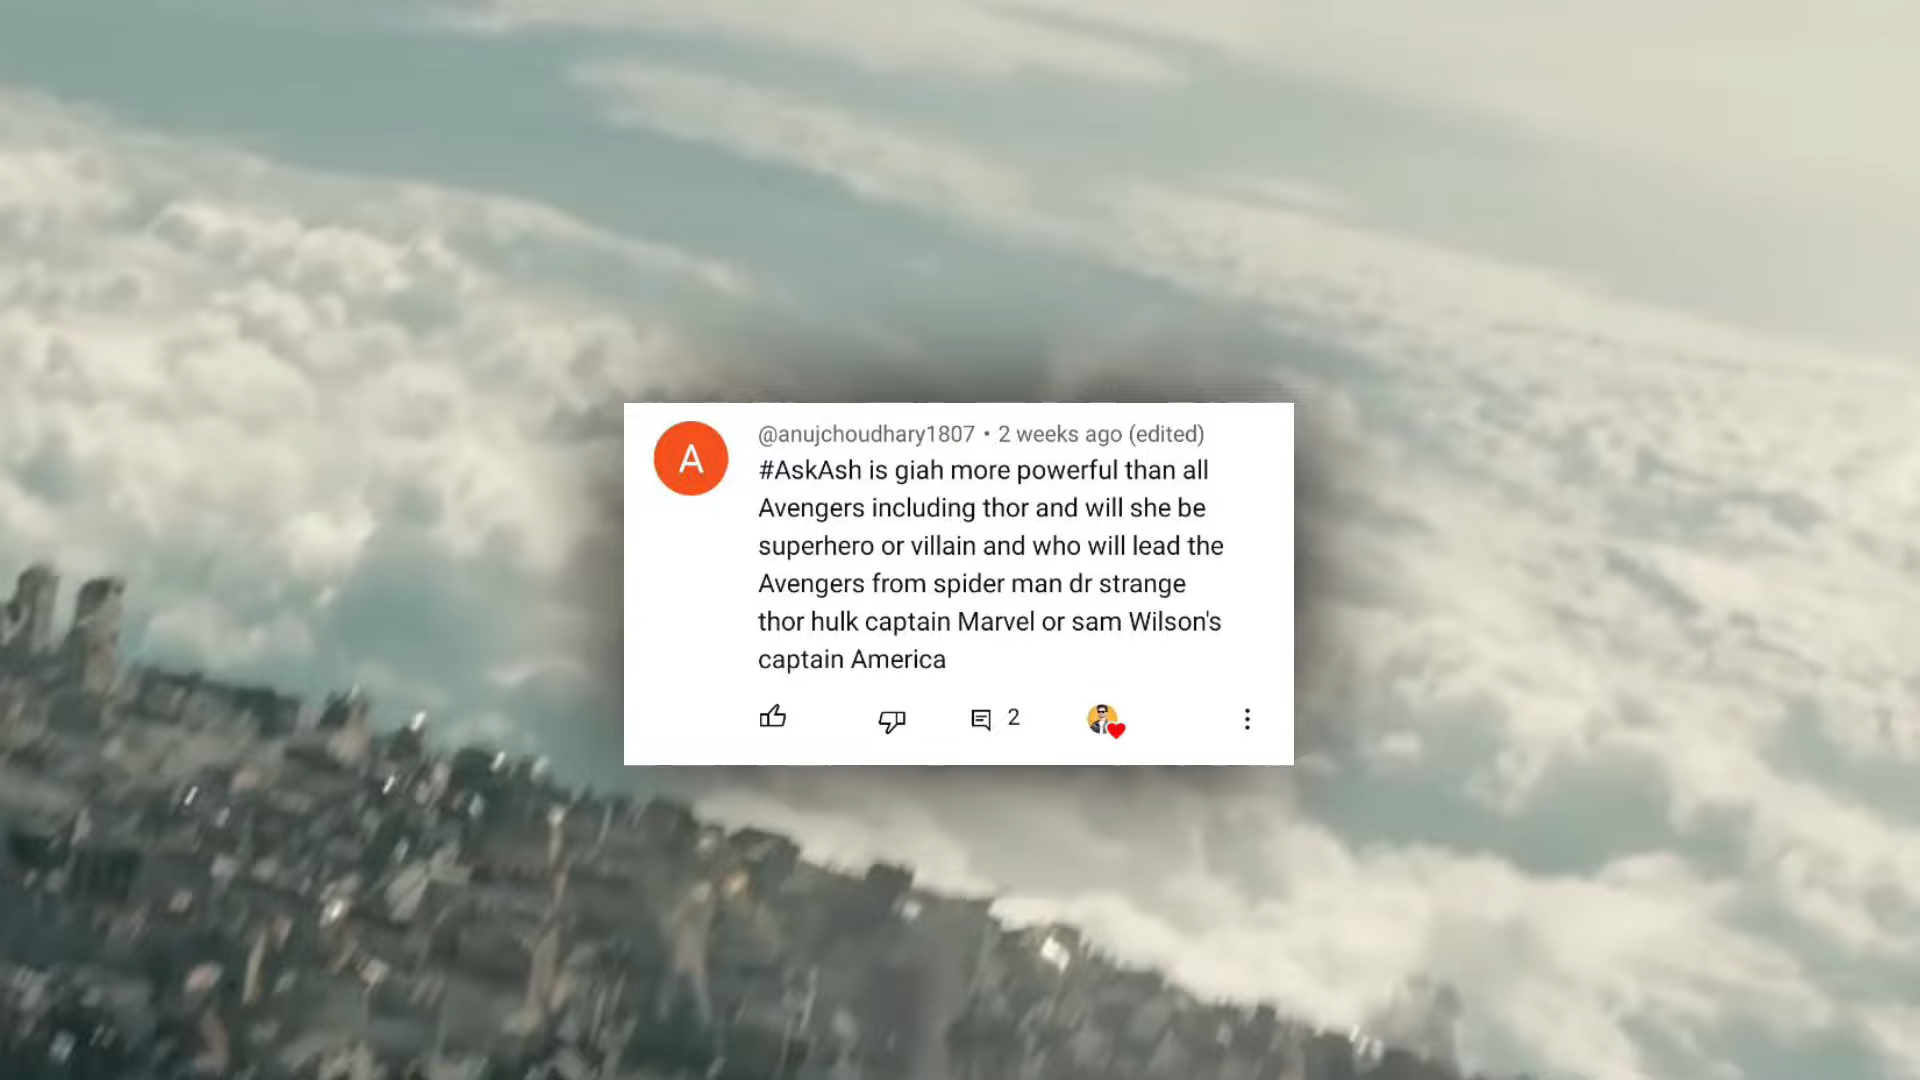 A
@anujchoudhary1807 • 2 weeks ago (edited)
#AskAsh is giah more powerful than all
Avengers including thor and will she be
superhero or villain and who will lead the
Avengers from spider man dr strange
thor hulk captain Marvel or sam Wilson's
captain America
2